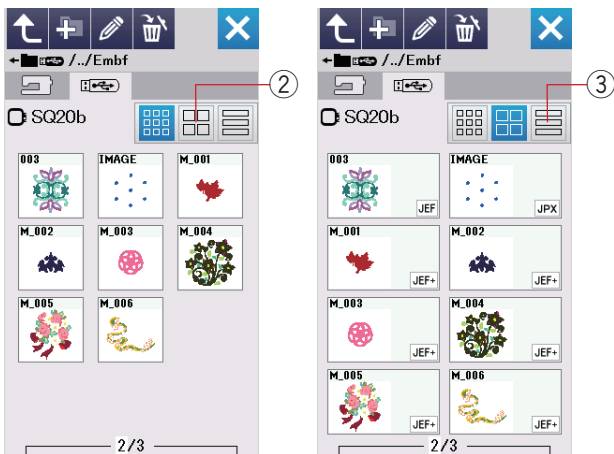 ←/../Embf
SQ20b
②
003 IMAGE M_001
M_002 M_003 M_004
M_005 M_006
2/3
←/../Embf
SQ20b
③
003 IMAGE
JEF JPX
M_001 M_002
JEF+ JEF+
M_003 M_004
JEF+ JEF+
M_005 M_006
JEF+ JEF+
2/3